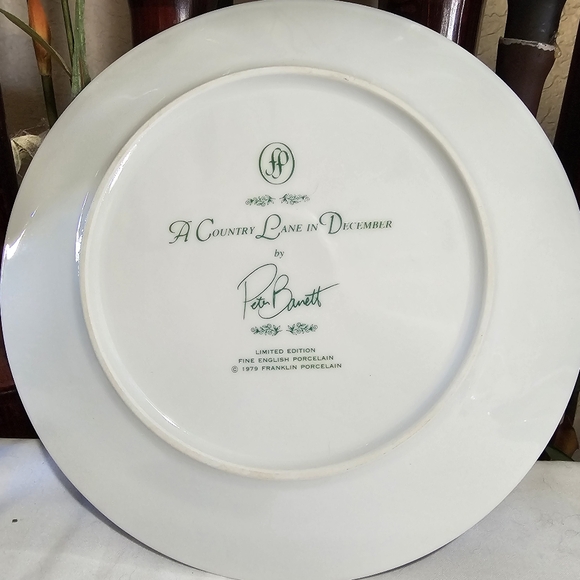 fp
A Country Lane in December
by
Peter Barrett
LIMITED EDITION
FINE ENGLISH PORCELAIN
© 1979 FRANKLIN PORCELAIN